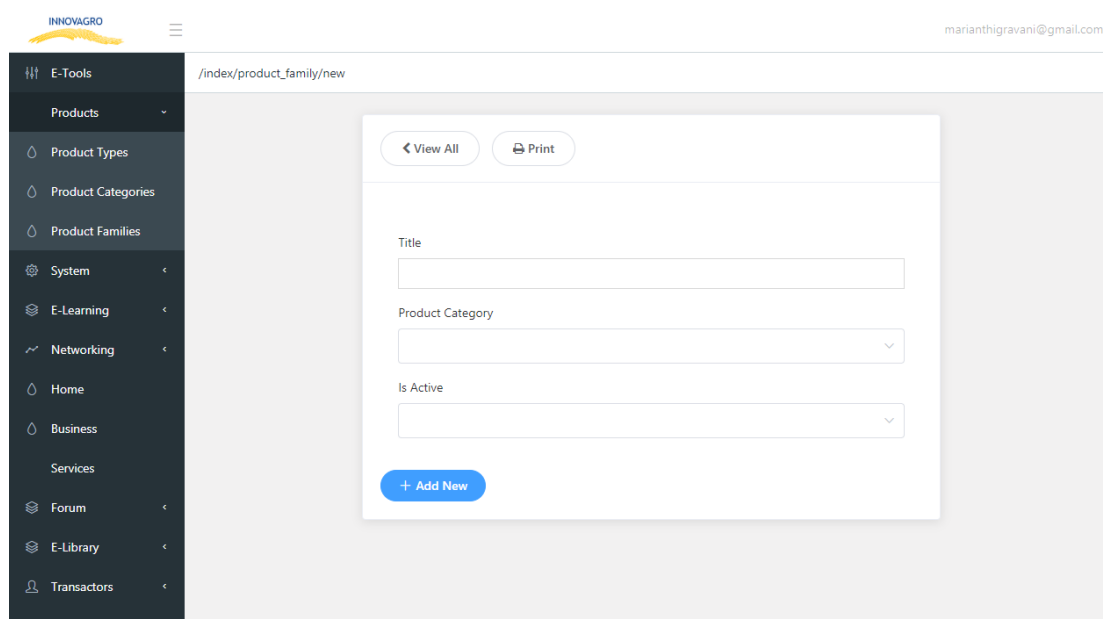 INNOVAGRO
marianthigravani@gmail.com
E-Tools
Products
Product Types
Product Categories
Product Families
System
E-Learning
Networking
Home
Business
Services
Forum
E-Library
Transactors
/index/product_family/new
View All
Print
Title
Product Category
Is Active
+ Add New